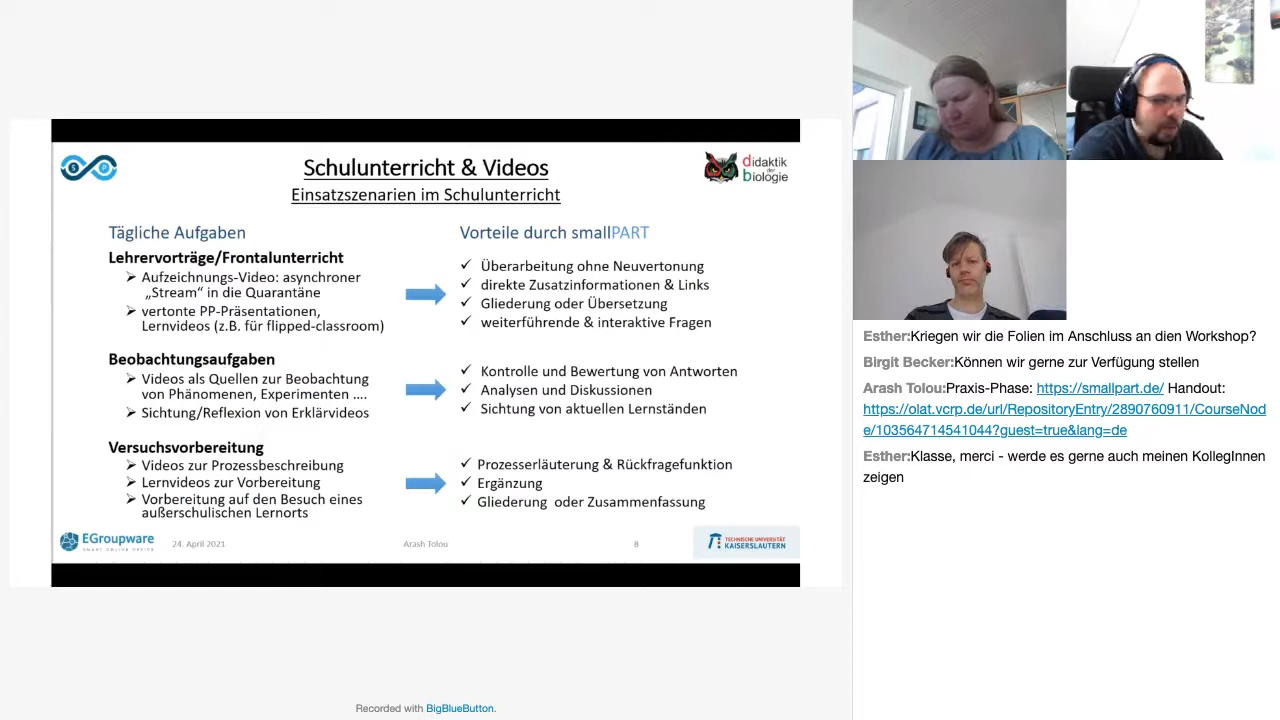 Schulunterricht & Videos
Einsatzszenarien im Schulunterricht
didaktik
der
biologie
Tägliche Aufgaben
Lehrervorträge/Frontalunterricht
Aufzeichnungs-Video: asynchroner
„Stream“ in die Quarantäne
vertonte PP-Präsentationen,
Lernvideos (z.B. für flipped-classroom)
Beobachtungsaufgaben
Videos als Quellen zur Beobachtung
von Phänomenen, Experimenten ....
Sichtung/Reflexion von Erklärvideos
Versuchsvorbereitung
Videos zur Prozessbeschreibung
Lernvideos zur Vorbereitung
Vorbereitung auf den Besuch eines
außerschulischen Lernorts
Vorteile durch smallPART
Überarbeitung ohne Neuvertonung
direkte Zusatzinformationen & Links
Gliederung oder Übersetzung
weiterführende & interaktive Fragen
Kontrolle und Bewertung von Antworten
Analysen und Diskussionen
Sichtung von aktuellen Lernständen
Prozesserläuterung & Rückfragefunktion
Ergänzung
Gliederung oder Zusammenfassung
S P
EGroupware
SMART ONLINE OFFICE
24. April 2021
Arash Tolou
8
TECHNISCHE UNIVERSITÄT
KAISERSLAUTERN
Recorded with BigBlueButton.
Esther:Kriegen wir die Folien im Anschluss an dien Workshop?
Birgit Becker:Können wir gerne zur Verfügung stellen
Arash Tolou:Praxis-Phase: https://smallpart.de/ Handout:
https://olat.vcrp.de/url/RepositoryEntry/2890760911/CourseNod
e/103564714541044?guest=true&lang=de
Esther:Klasse, merci - werde es gerne auch meinen KollegInnen
zeigen